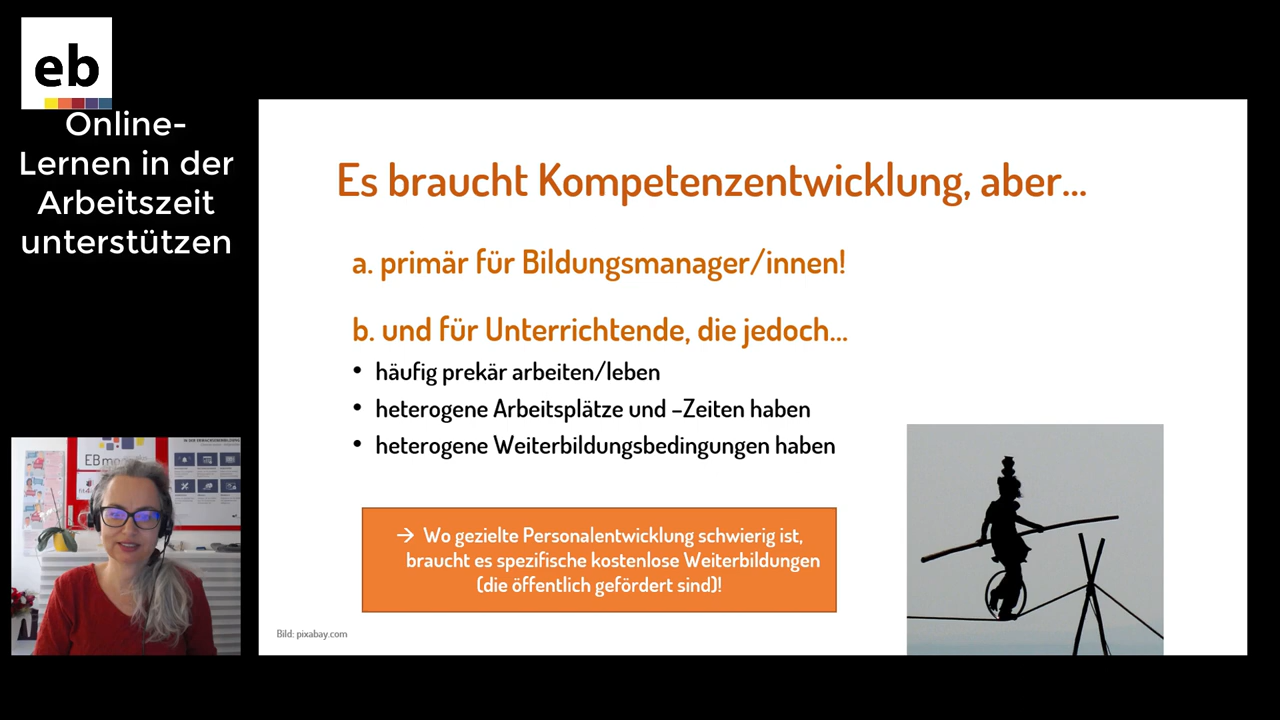 eb
Online-
Lernen in der
Arbeitszeit
unterstützen
Es braucht Kompetenzentwicklung, aber...
a. primär für Bildungsmanager/innen!
b. und für Unterrichtende, die jedoch...
• häufig prekär arbeiten/leben
• heterogene Arbeitsplätze und –Zeiten haben
• heterogene Weiterbildungsbedingungen haben
→ Wo gezielte Personalentwicklung schwierig ist,
braucht es spezifische kostenlose Weiterbildungen
(die öffentlich gefördert sind)!
Bild: pixabay.com